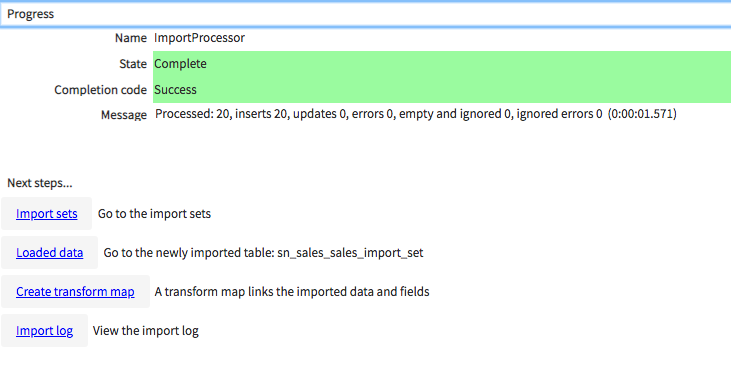 Progress
Name ImportProcessor
State Complete
Completion code Success
Message Processed: 20, inserts 20, updates 0, errors 0, empty and ignored 0, ignored errors 0 (0:00:01.571)
Next steps...
Import sets Go to the import sets
Loaded data Go to the newly imported table: sn_sales_sales_import_set
Create transform map A transform map links the imported data and fields
Import log View the import log